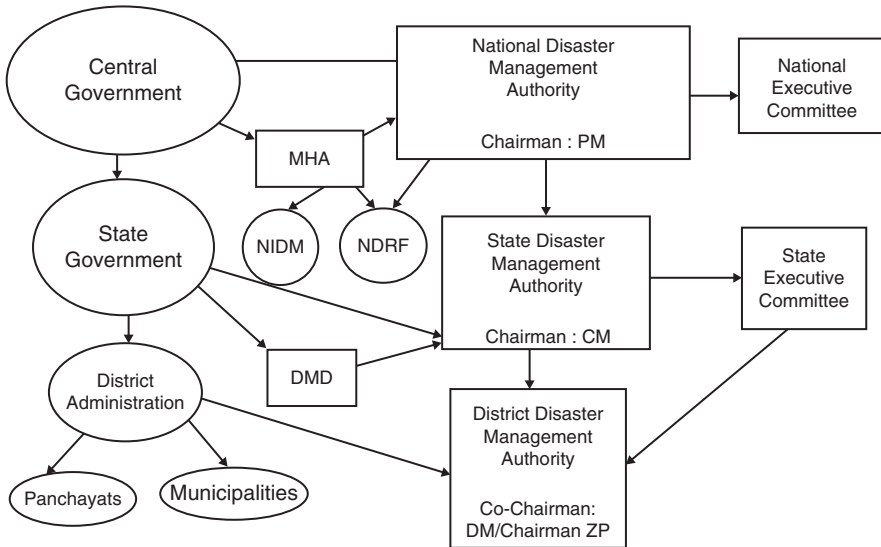 Central
Government
National Disaster
Management
Authority
Chairman : PM
National
Executive
Committee
MHA
NIDM
NDRF
State
Government
State Disaster
Management
Authority
Chairman : CM
State
Executive
Committee
DMD
District
Administration
District Disaster
Management
Authority
Co-Chairman:
DM/Chairman ZP
Panchayats
Municipalities